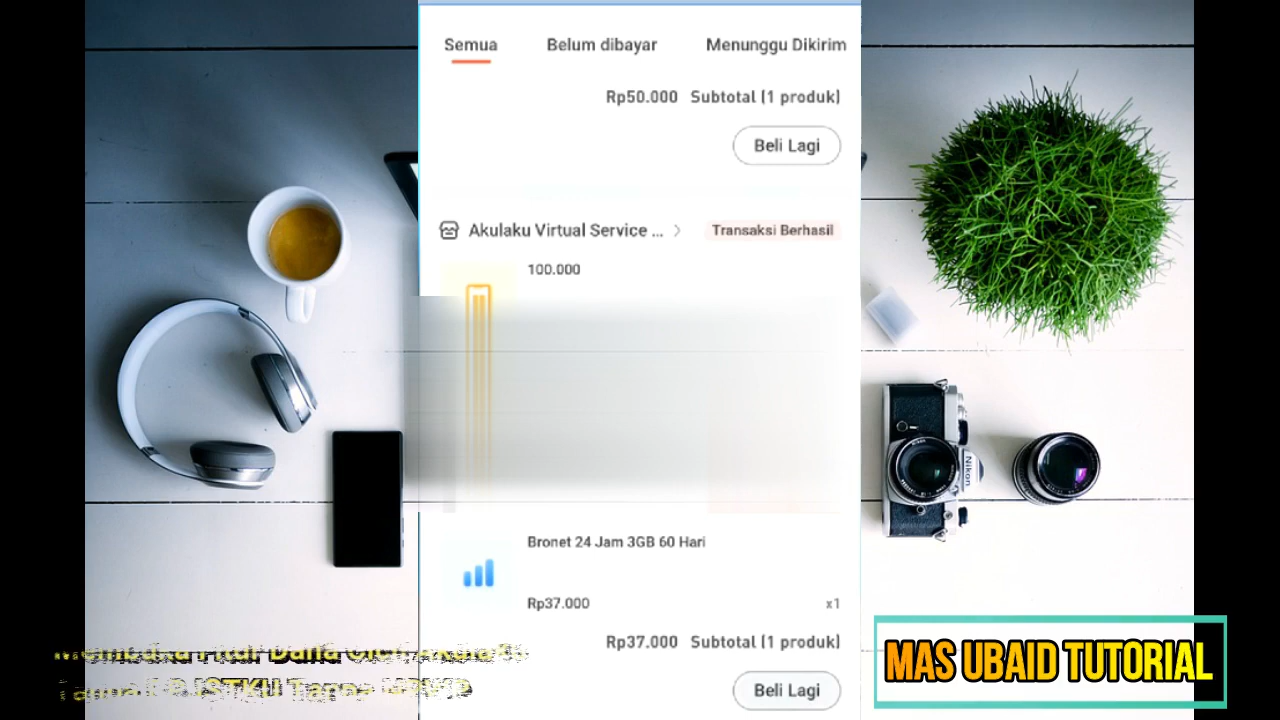 Semua
Belum dibayar
Menunggu Dikirim
Rp50.000 Subtotal (1 produk)
Beli Lagi
Akulaku Virtual Service ...
Transaksi Berhasil
100.000
Bronet 24 Jam 3GB 60 Hari
Rp37.000
x1
Rp37.000 Subtotal (1 produk)
Beli Lagi
Nikon
MAS UBAID TUTORIAL